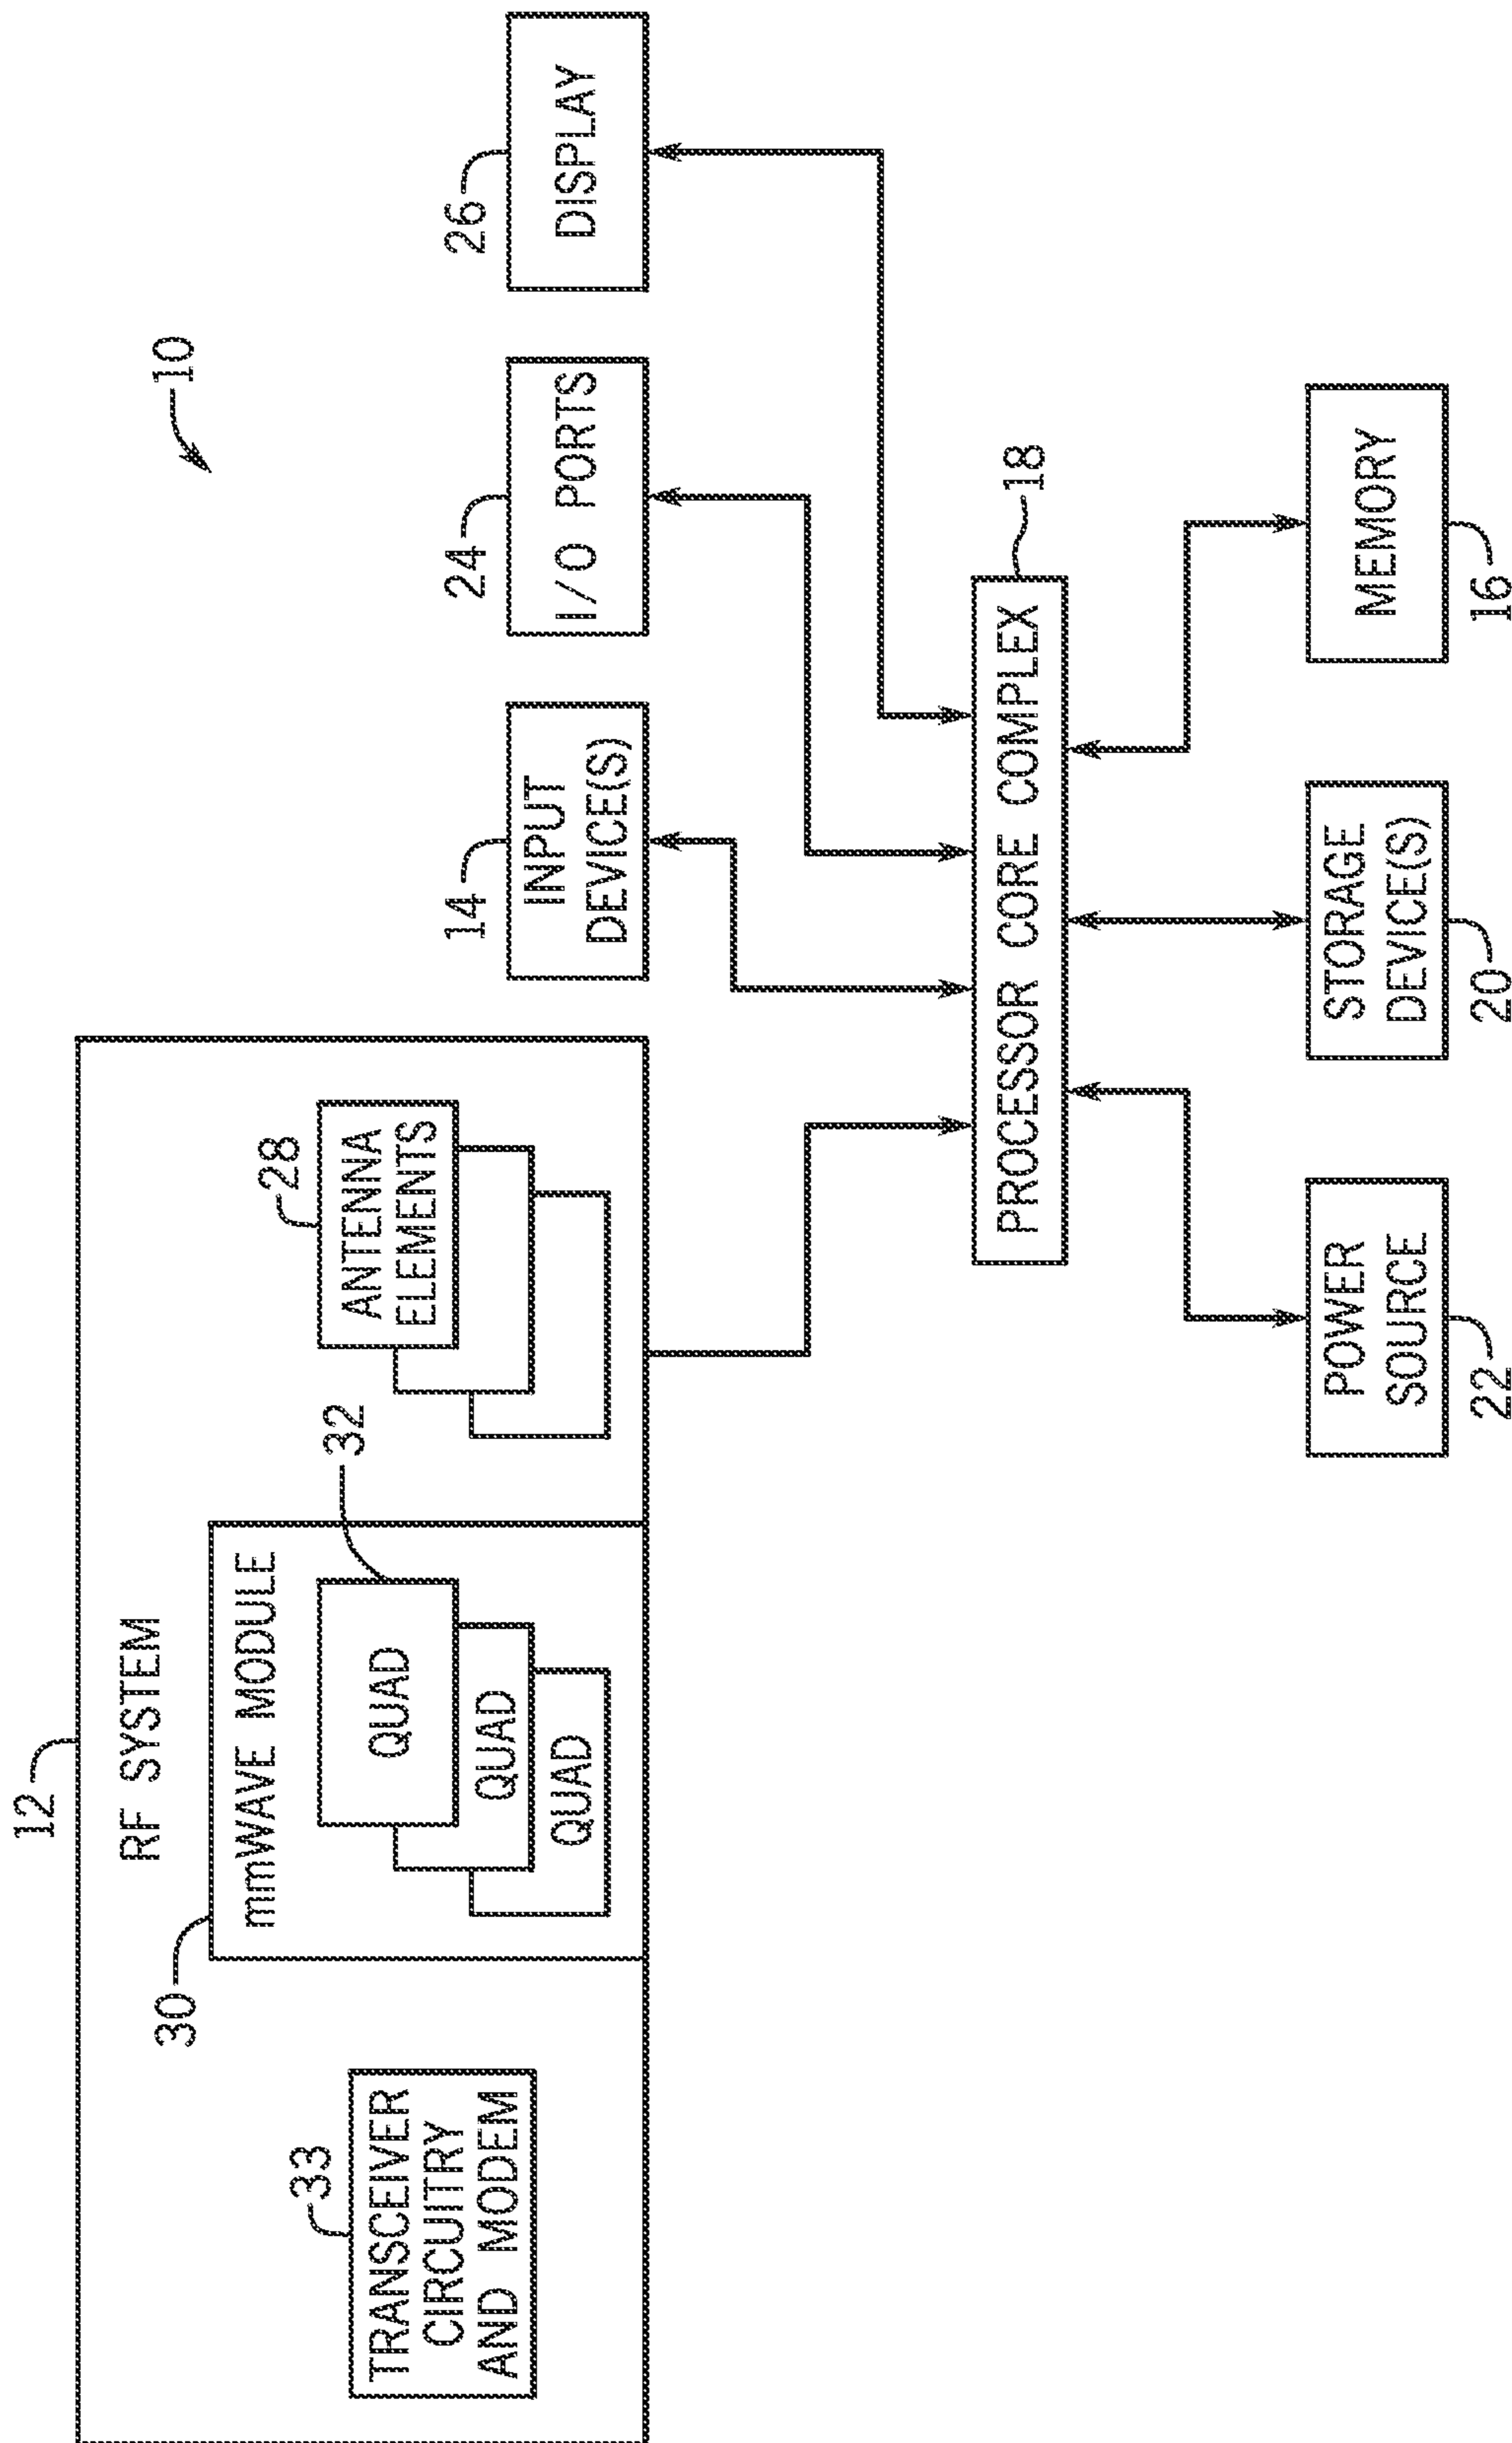 10
12
RF SYSTEM
30
mmWAVE MODULE
33
TRANSCEIVER
CIRCUITRY
AND MODEM
32
QUAD
QUAD
QUAD
28
ANTENNA
ELEMENTS
14
INPUT
DEVICE(S)
24
I/O PORTS
26
DISPLAY
18
PROCESSOR CORE COMPLEX
POWER
SOURCE
22
STORAGE
DEVICE(S)
20
MEMORY
16